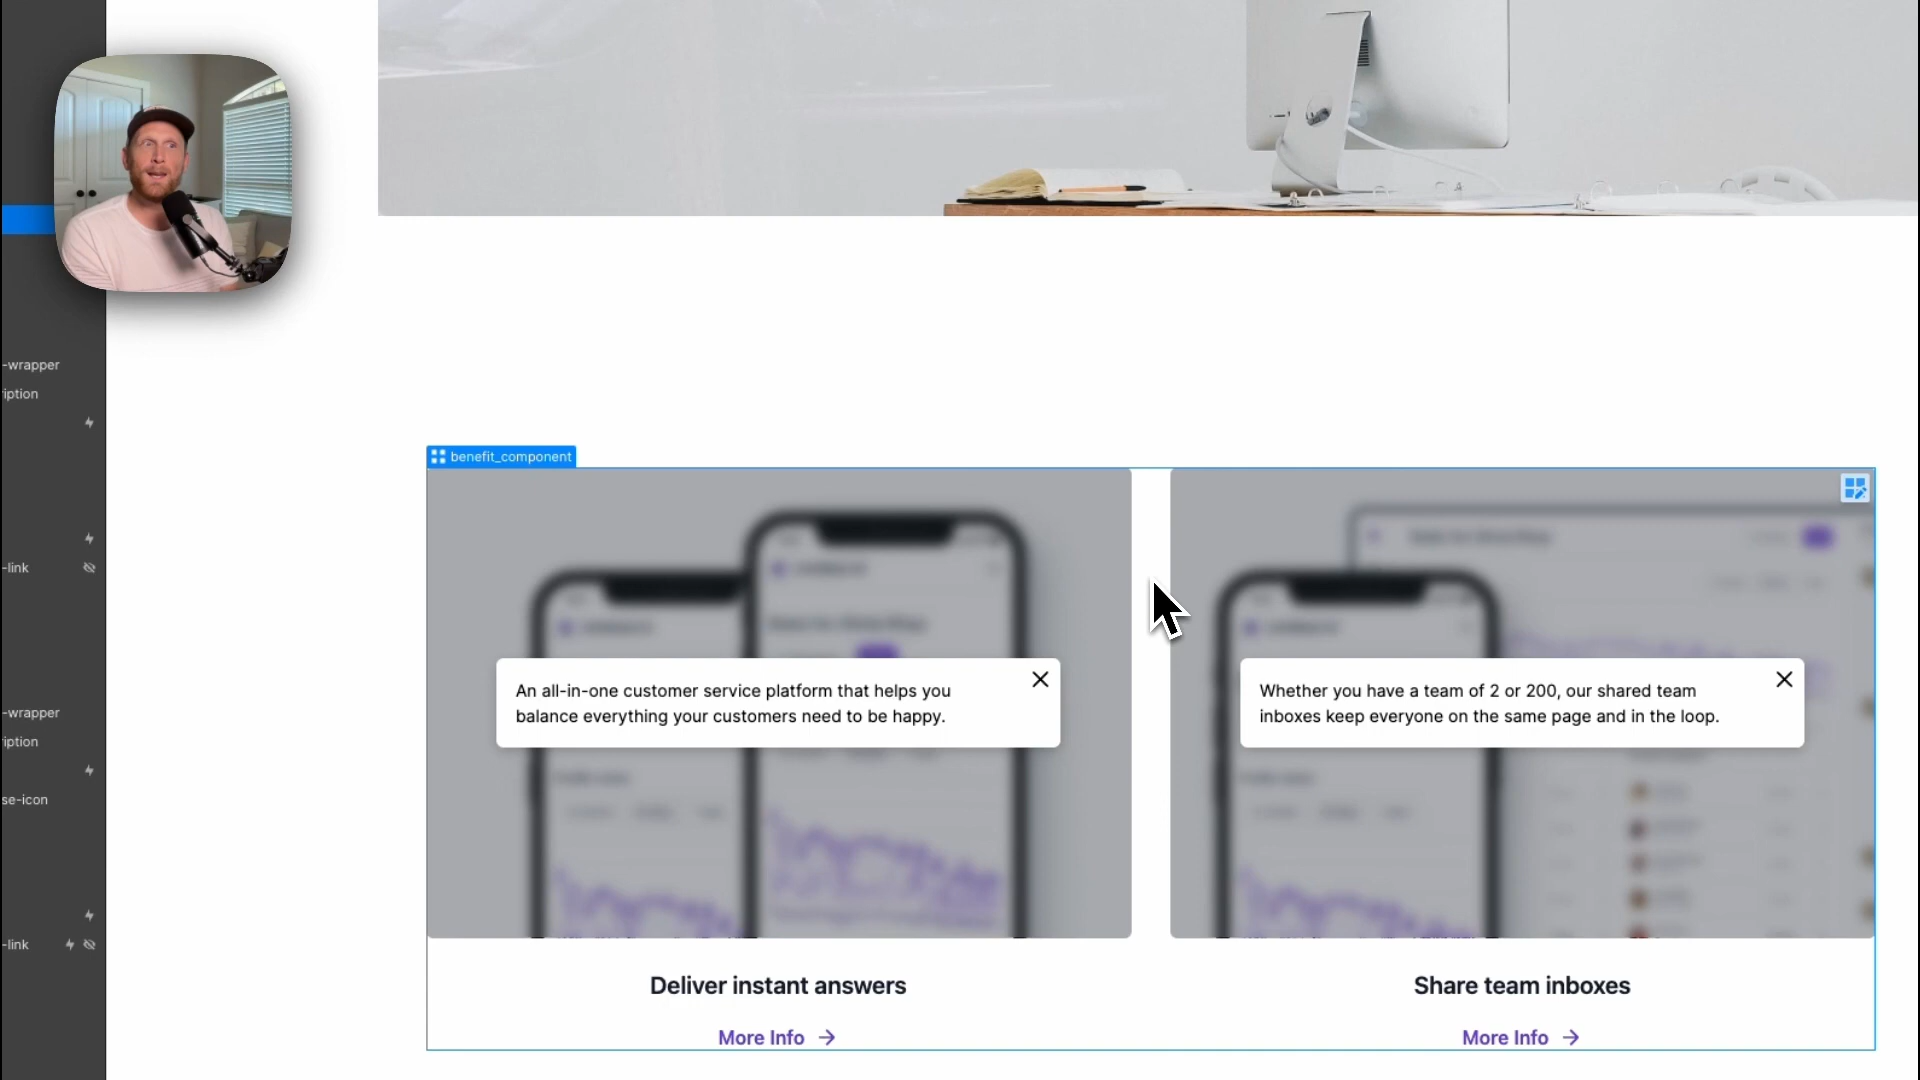 -wrapper
iption
-link
-wrapper
iption
se-icon
-link
benefit_component
An all-in-one customer service platform that helps you
balance everything your customers need to be happy.
Whether you have a team of 2 or 200, our shared team
inboxes keep everyone on the same page and in the loop.
Deliver instant answers
Share team inboxes
More Info
More Info